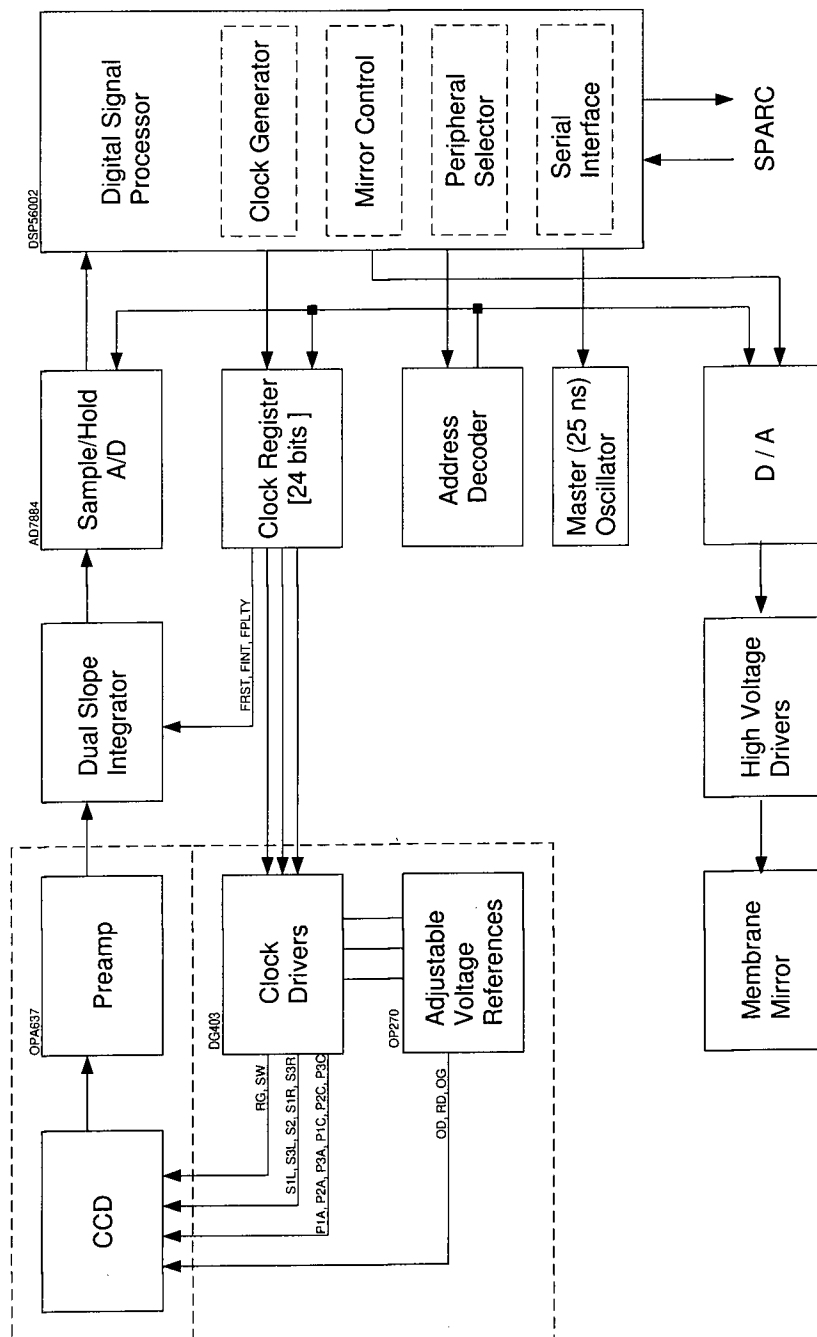 OPA637
AD7884
DSP56002
CCD
Preamp
Dual Slope
Integrator
Sample/Hold
A/D
Digital Signal
Processor
RG, SW
S1L, S3L, S2, S1R, S3R
P1A, P2A, P3A, P1C, P2C, P3C
DG403
Clock
Drivers
FRST, FINT, FPLTY
Clock Register
[24 bits ]
Clock Generator
Mirror Control
OD, RD, OG
OP270
Adjustable
Voltage
References
Address
Decoder
Peripheral
Selector
Master (25 ns)
Oscillator
Serial
Interface
Membrane
Mirror
High Voltage
Drivers
D / A
SPARC